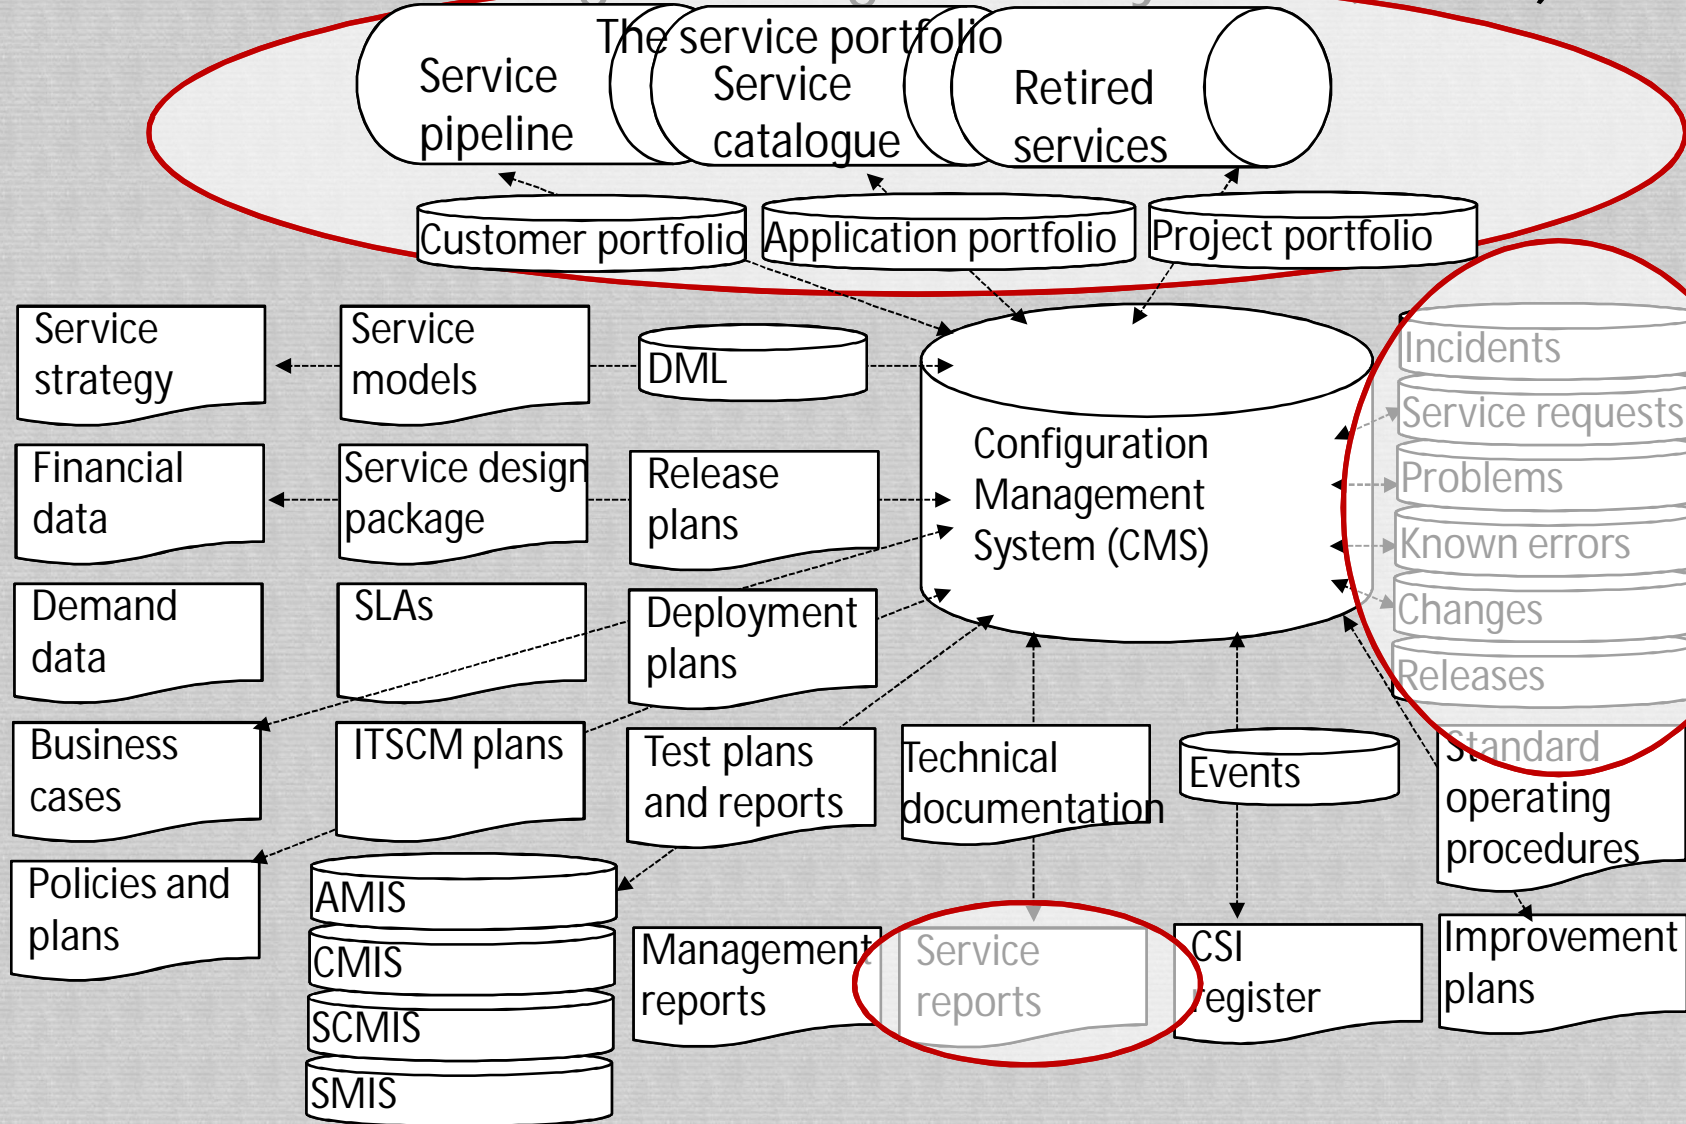 The service portfolio
Service
pipeline
Service
catalogue
Retired
services
Customer portfolio
Application portfolio
Project portfolio
Service
strategy
Service
models
DML
Configuration
Management
System (CMS)
Incidents
Service requests
Problems
Known errors
Changes
Releases
Financial
data
Service design
package
Release
plans
Demand
data
SLAs
Deployment
plans
Business
cases
ITSCM plans
Test plans
and reports
Technical
documentation
Events
Standard
operating
procedures
Policies and
plans
AMIS
CMIS
SCMIS
SMIS
Management
reports
Service
reports
CSI
register
Improvement
plans